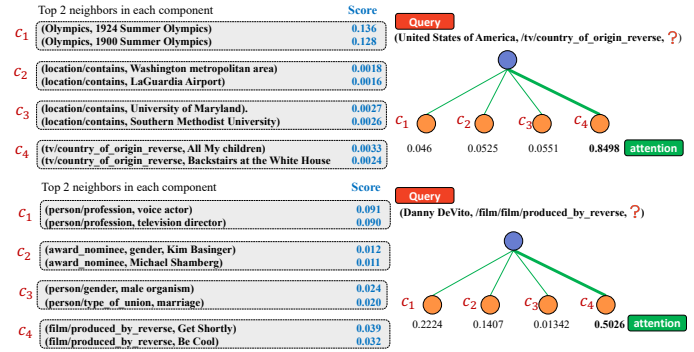 Top 2 neighbors in each component Score
c1 (Olympics, 1924 Summer Olympics) 0.136
(Olympics, 1900 Summer Olympics) 0.128
c2 (location/contains, Washington metropolitan area) 0.0018
(location/contains, LaGuardia Airport) 0.0016
c3 (location/contains, University of Maryland). 0.0027
(location/contains, Southern Methodist University) 0.0026
c4 (tv/country_of_origin_reverse, All My children) 0.0033
(tv/country_of_origin_reverse, Backstairs at the White House 0.0024
Query
(United States of America, /tv/country_of_origin_reverse, ?)
c1 c2 c3 c4
0.046 0.0525 0.0551 0.8498 attention
Top 2 neighbors in each component Score
c1 (person/profession, voice actor) 0.091
(person/profession, television director) 0.090
c2 (award_nominee, gender, Kim Basinger) 0.012
(award_nominee, Michael Shamberg) 0.011
c3 (person/gender, male organism) 0.024
(person/type_of_union, marriage) 0.020
c4 (film/produced_by_reverse, Get Shortly) 0.039
(film/produced_by_reverse, Be Cool) 0.032
Query
(Danny DeVito, /film/film/produced_by_reverse, ?)
c1 c2 c3 c4
0.2224 0.1407 0.01342 0.5026 attention